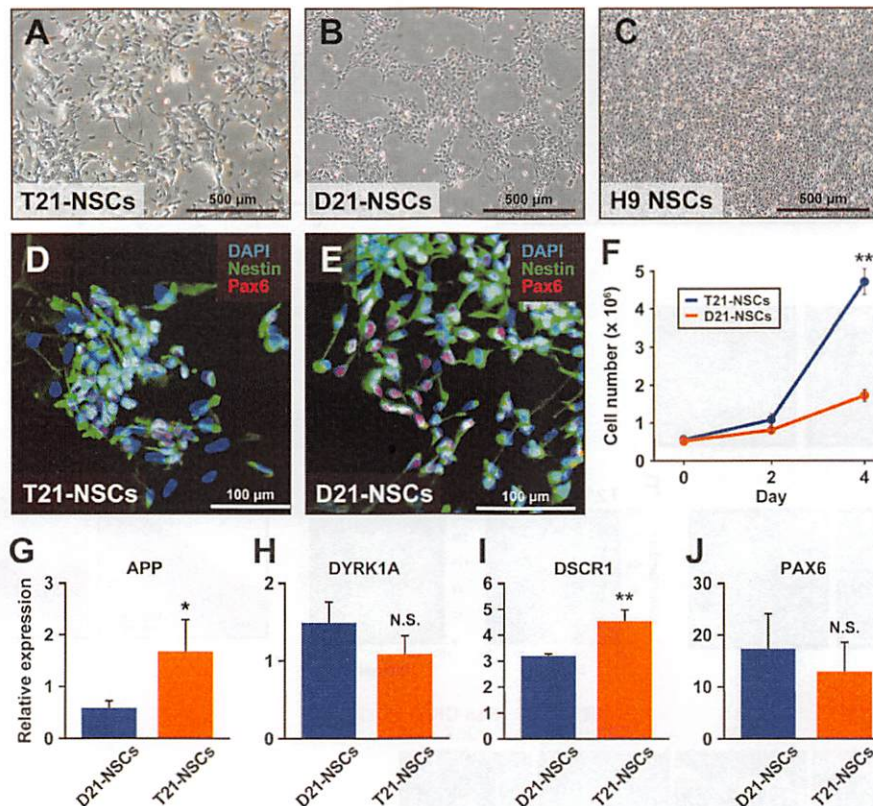 A
T21-NSCs
500 µm
B
D21-NSCs
500 µm
C
H9 NSCs
500 µm
D
DAPI
Nestin
Pax6
T21-NSCs
100 µm
E
DAPI
Nestin
Pax6
D21-NSCs
100 µm
F
Cell number (x 10⁶)
5
4
3
2
1
0
T21-NSCs
D21-NSCs
**
0
2
4
Day
G
APP
Relative expression
3
2
1
0
*
D21-NSCs
T21-NSCs
H
DYRK1A
2
1
0
N.S.
D21-NSCs
T21-NSCs
I
DSCR1
6
5
4
3
2
1
0
**
D21-NSCs
T21-NSCs
J
PAX6
30
20
10
0
N.S.
D21-NSCs
T21-NSCs